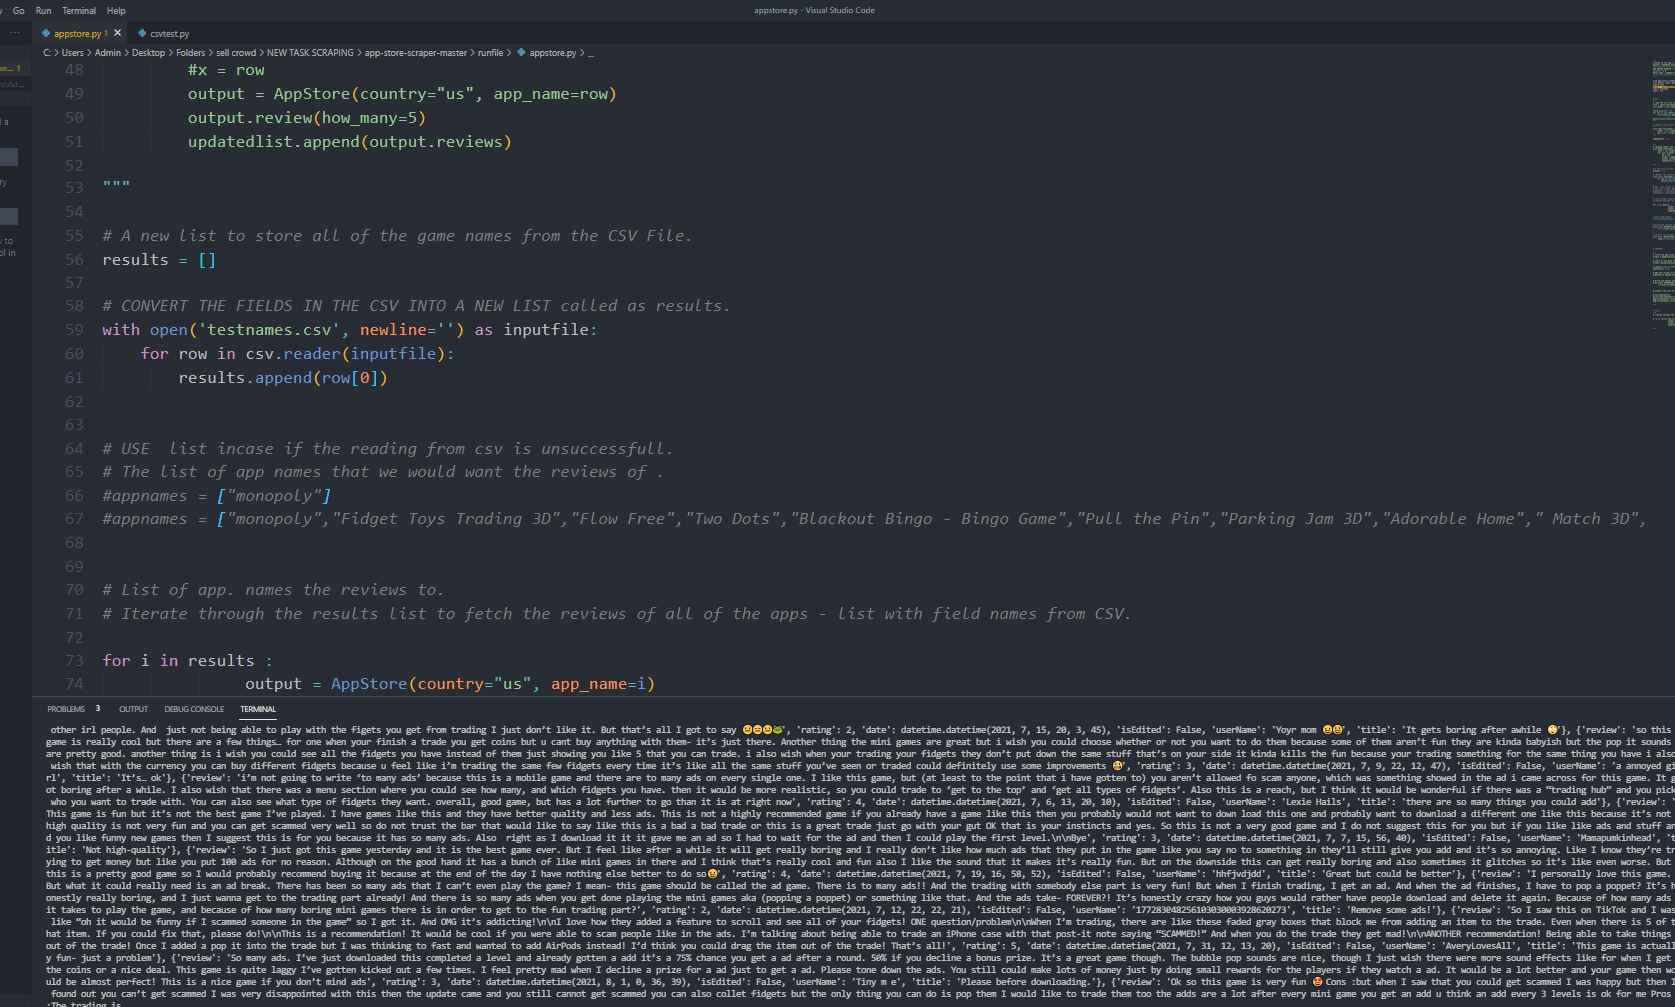 Go Run Terminal Help
appstore.py - Visual Studio Code
... appstore.py 1 × csvtest.py
C: > Users > Admin > Desktop > Folders > sell crowd > NEW TASK SCRAPING > app-store-scraper-master > runfile > appstore.py > ...
48 #x = row
49 output = AppStore(country="us", app_name=row)
50 output.review(how_many=5)
51 updatedlist.append(output.reviews)
52
53 """
54
55 # A new list to store all of the game names from the CSV File.
56 results = []
57
58 # CONVERT THE FIELDS IN THE CSV INTO A NEW LIST called as results.
59 with open('testnames.csv', newline='') as inputfile:
60 for row in csv.reader(inputfile):
61 results.append(row[0])
62
63
64 # USE  list incase if the reading from csv is unsuccessfull.
65 # The list of app names that we would want the reviews of .
66 #appnames = ["monopoly"]
67 #appnames = ["monopoly","Fidget Toys Trading 3D","Flow Free","Two Dots","Blackout Bingo - Bingo Game","Pull the Pin","Parking Jam 3D","Adorable Home"," Match 3D",
68
69
70 # List of app. names the reviews to.
71 # Iterate through the results list to fetch the reviews of all of the apps - list with field names from CSV.
72
73 for i in results :
74 output = AppStore(country="us", app_name=i)
PROBLEMS 3 OUTPUT DEBUG CONSOLE TERMINAL
other irl people. And  just not being able to play with the figets you get from trading I just don't like it. But that's all I got to say 😕😕😕🐸', 'rating': 2, 'date': datetime.datetime(2021, 7, 15, 20, 3, 45), 'isEdited': False, 'userName': 'Yoyr mom', 'title': 'It gets boring after awhile'}, {'review': 'so this
game is really cool but there are a few things… for one when your finish a trade you get coins but u cant buy anything with them- it's just there. Another thing the mini games are great but i wish you could choose whether or not you want to do them because some of them aren't fun they are kinda babyish but the pop it sounds
are pretty good. another thing is i wish you could see all the fidgets you have instead of them just showing you like 5 that you can trade. i also wish when your trading your fidgets they don't put down the same stuff that's on your side it kinda kills the fun because your trading something for the same thing you have i also
wish that with the currency you can buy different fidgets because u feel like i'm trading the same few fidgets every time it's like all the same stuff you've seen or traded could definitely use some improvements', 'rating': 3, 'date': datetime.datetime(2021, 7, 9, 22, 12, 47), 'isEdited': False, 'userName': 'a annoyed gi
rl', 'title': 'It's… ok'}, {'review': 'i'm not going to write 'to many ads' because this is a mobile game and there are to many ads on every single one. I like this game, but (at least to the point that i have gotten to) you aren't allowed fo scam anyone, which was something showed in the ad i came across for this game. It g
ot boring after a while. I also wish that there was a menu section where you could see how many, and which fidgets you have. then it would be more realistic, so you could trade to 'get to the top' and 'get all types of fidgets'. Also this is a reach, but I think it would be wonderful if there was a "trading hub" and you pick
who you want to trade with. You can also see what type of fidgets they want. overall, good game, but has a lot further to go than it is at right now', 'rating': 4, 'date': datetime.datetime(2021, 7, 6, 13, 20, 10), 'isEdited': False, 'userName': 'Lexie Hails', 'title': 'there are so many things you could add'}, {'review': '
This game is fun but it's not the best game I've played. I have games like this and they have better quality and less ads. This is not a highly recommended game if you already have a game like this then you probably would not want to down load this one and probably want to download a different one like this because it's not
high quality is not very fun and you can get scammed very well so do not trust the bar that would like to say like this is a bad a bad trade or this is a great trade just go with your gut OK that is your instincts and yes. So this is not a very good game and I do not suggest this for you but if you like like ads and stuff an
d you like funny new games then I suggest this is for you because it has so many ads. Also  right as I download it it it gave me an ad so I had to wait for the ad and then I could play the first level.\n\nBye', 'rating': 3, 'date': datetime.datetime(2021, 7, 7, 15, 56, 40), 'isEdited': False, 'userName': 'Mamapumkinhead', 't
itle': 'Not high-quality'}, {'review': 'So I just got this game yesterday and it is the best game ever. But I feel like after a while it will get really boring and I really don't like how much ads that they put in the game like you say no to something in they'll still give you add and it's so annoying. Like I know they're tr
ying to get money but like you put 100 ads for no reason. Although on the good hand it has a bunch of like mini games in there and I think that's really cool and fun also I like the sound that it makes it's really fun. But on the downside this can get really boring and also sometimes it glitches so it's like even worse. But
this is a pretty good game so I would probably recommend buying it because at the end of the day I have nothing else better to do so', 'rating': 4, 'date': datetime.datetime(2021, 7, 19, 16, 58, 52), 'isEdited': False, 'userName': 'hhfjvdjdd', 'title': 'Great but could be better'}, {'review': 'I personally love this game.
But what it could really need is an ad break. There has been so many ads that I can't even play the game? I mean- this game should be called the ad game. There is to many ads!! And the trading with somebody else part is very fun! But when I finish trading, I get an ad. And when the ad finishes, I have to pop a poppet? It's h
onestly really boring, and I just wanna get to the trading part already! And there is so many ads when you get done playing the mini games aka (popping a poppet) or something like that. And the ads take- FOREVER?! It's honestly crazy how you guys would rather have people download and delete it again. Because of how many ads
it takes to play the game, and because of how many boring mini games there is in order to get to the fun trading part?', 'rating': 2, 'date': datetime.datetime(2021, 7, 12, 22, 22, 21), 'isEdited': False, 'userName': '177283048256103030003928620273', 'title': 'Remove some ads!'}, {'review': 'So I saw this on TikTok and I was
like "oh it would be funny if I scammed someone in the game" so I got it. And OMG it's addicting!\n\nI love how they added a feature to scroll and see all of your fidgets! ONE question/problem\n\nWhen I'm trading, there are like these faded gray boxes that block me from adding an item to the trade. Even when there is 5 of t
hat item. If you could fix that, please do!\n\nThis is a recommendation! It would be cool if you were able to scam people like in the ads. I'm talking about being able to trade an iPhone case with that post-it note saying "SCAMMED!" And when you do the trade they get mad!\n\nANOTHER recommendation! Being able to take things
out of the trade! Once I added a pop it into the trade but I was thinking to fast and wanted to add AirPods instead! I'd think you could drag the item out of the trade! That's all!', 'rating': 5, 'date': datetime.datetime(2021, 7, 31, 12, 13, 20), 'isEdited': False, 'userName': 'AveryLovesAll', 'title': 'This game is actuall
y fun- just a problem'}, {'review': 'So many ads. I've just downloaded this completed a level and already gotten a add it's a 75% chance you get a ad after a round. 50% if you decline a bonus prize. It's a great game though. The bubble pop sounds are nice, though I just wish there were more sound effects like for when I get
the coins or a nice deal. This game is quite laggy I've gotten kicked out a few times. I feel pretty mad when I decline a prize for a ad just to get a ad. Please tone down the ads. You still could make lots of money just by doing small rewards for the players if they watch a ad. It would be a lot better and your game then wo
uld be almost perfect! This is a nice game if you don't mind ads', 'rating': 3, 'date': datetime.datetime(2021, 8, 1, 0, 36, 39), 'isEdited': False, 'userName': 'Tiny m e', 'title': 'Please before downloading.'}, {'review': 'Ok so this game is very fun Cons :but when I saw that you could get scammed I was happy but then I
found out you can't get scammed I was very disappointed with this then the update came and you still cannot get scammed you can also collet fidgets but the only thing you can do is pop them I would like to trade them too the adds are a lot after every mini game you get an add u think an add every 3 levels is ok for me Pros
:The trading is